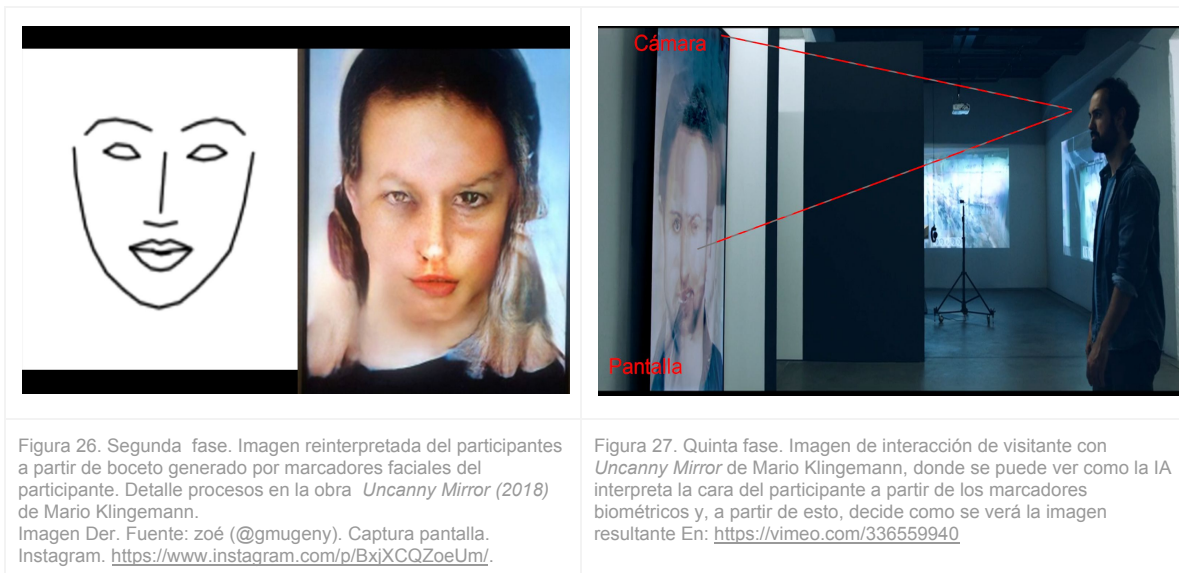 Cámara
Pantalla
Figura 26. Segunda fase. Imagen reinterpretada del participantes
a partir de boceto generado por marcadores faciales del
participante. Detalle procesos en la obra Uncanny Mirror (2018)
de Mario Klingemann.
Imagen Der. Fuente: zoé (@gmugeny). Captura pantalla.
Instagram. https://www.instagram.com/p/BxjXCQZoeUm/.
Figura 27. Quinta fase. Imagen de interacción de visitante con
Uncanny Mirror de Mario Klingemann, donde se puede ver como la IA
interpreta la cara del participante a partir de los marcadores
biométricos y, a partir de esto, decide como se verá la imagen
resultante En: https://vimeo.com/336559940